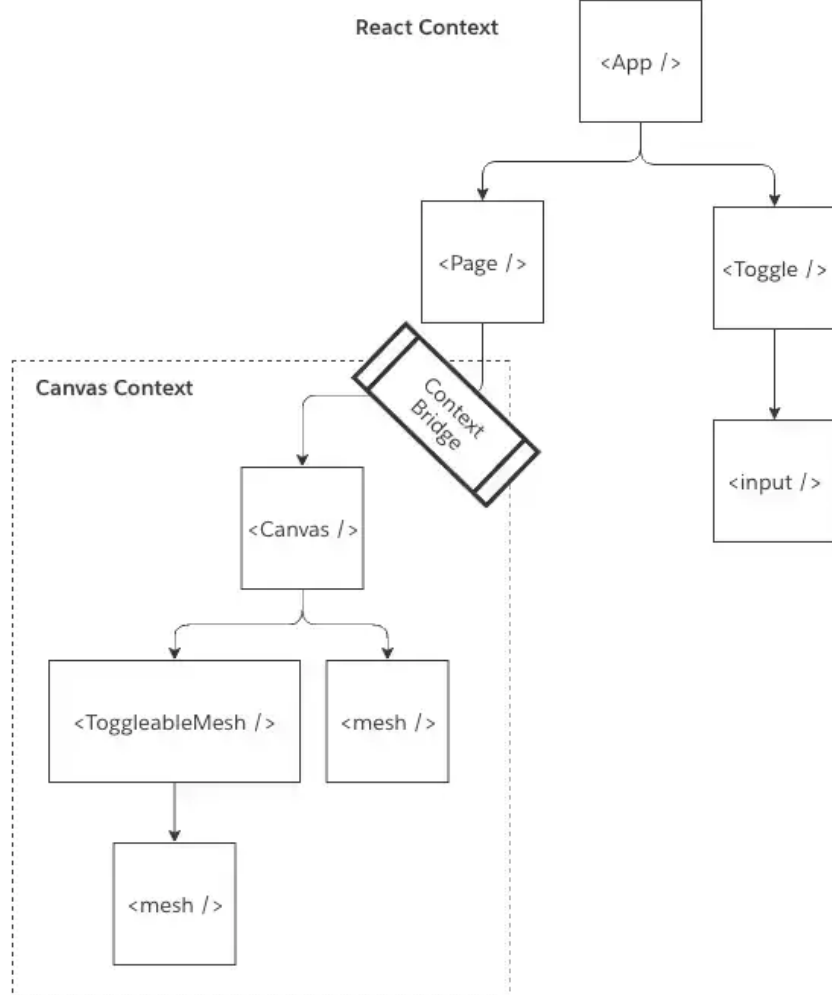 React Context
<App />
<Page />
<Toggle />
Canvas Context
Context
Bridge
<input />
<Canvas />
<ToggleableMesh />
<mesh />
<mesh />